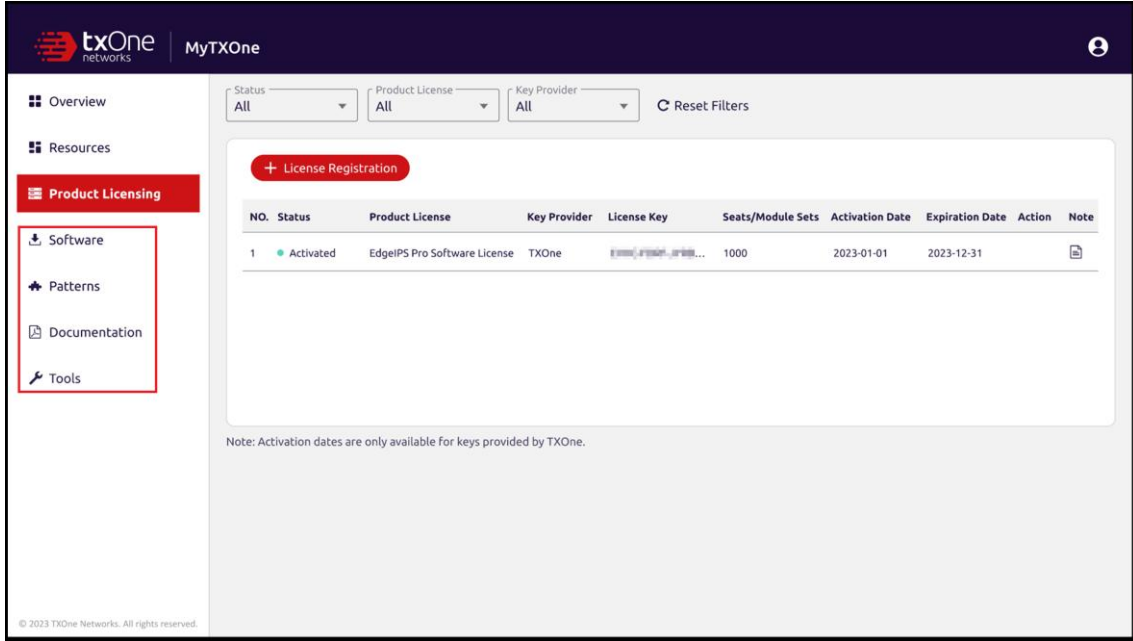 txOne
networks
MyTXOne
Overview
Resources
Product Licensing
Software
Patterns
Documentation
Tools
© 2023 TXOne Networks. All rights reserved.
Status
All
Product License
All
Key Provider
All
Reset Filters
+ License Registration
NO. Status Product License Key Provider License Key Seats/Module Sets Activation Date Expiration Date Action Note
1 Activated EdgeIPS Pro Software License TXOne ... 1000 2023-01-01 2023-12-31
Note: Activation dates are only available for keys provided by TXOne.